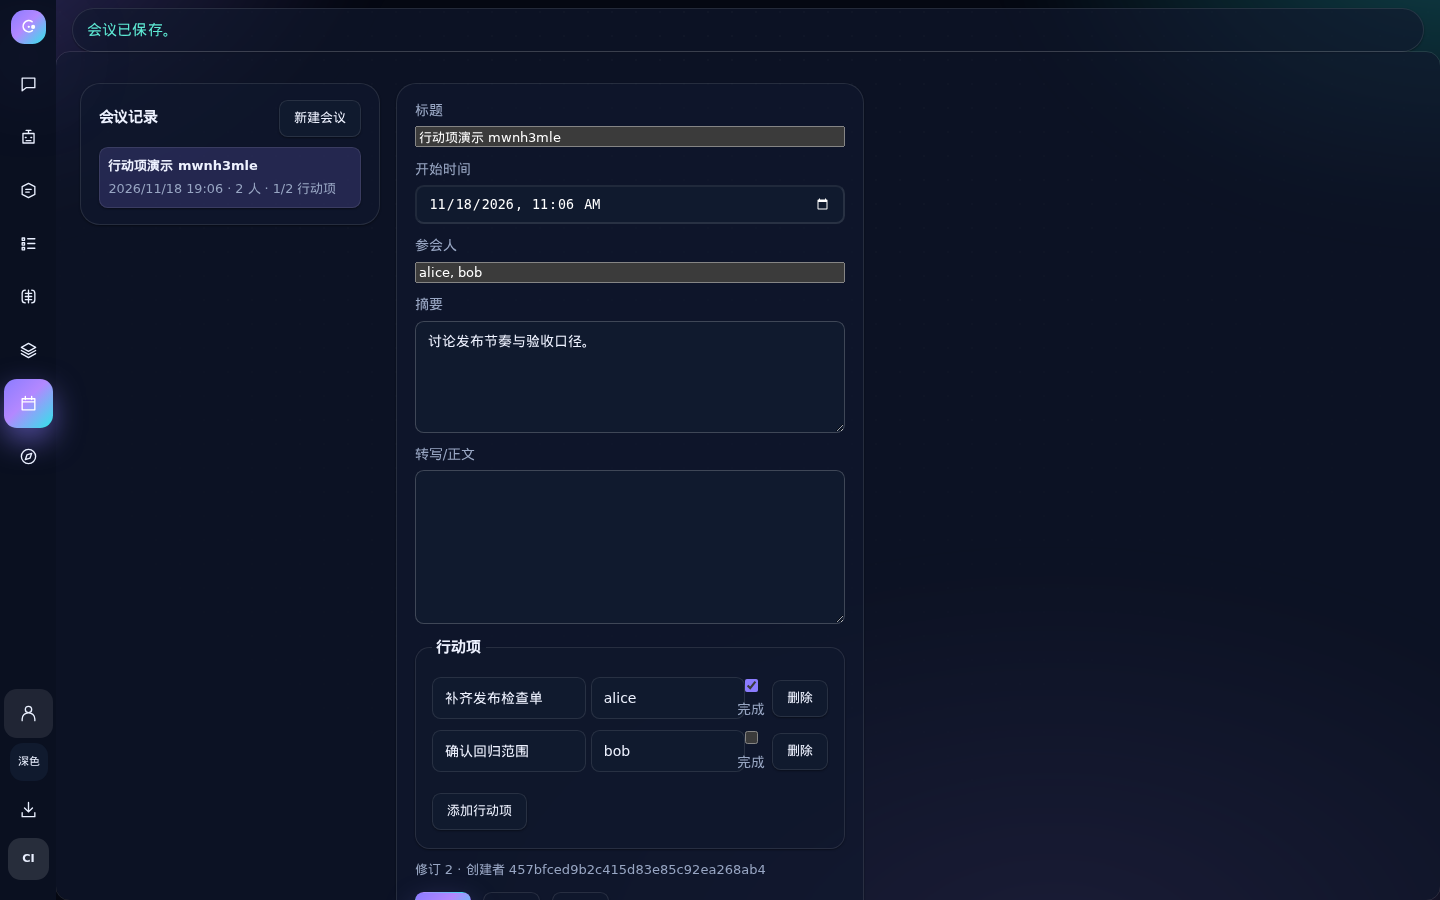 会议已保存。
会议记录
新建会议
行动项演示 mwnh3mle
2026/11/18 19:06 · 2 人 · 1/2 行动项
标题
行动项演示 mwnh3mle
开始时间
11/18/2026, 11:06 AM
参会人
alice, bob
摘要
讨论发布节奏与验收口径。
转写/正文
行动项
补齐发布检查单
alice
完成
删除
确认回归范围
bob
完成
删除
添加行动项
修订 2 · 创建者 457bfced9b2c415d83e85c92ea268ab4
深色
CI